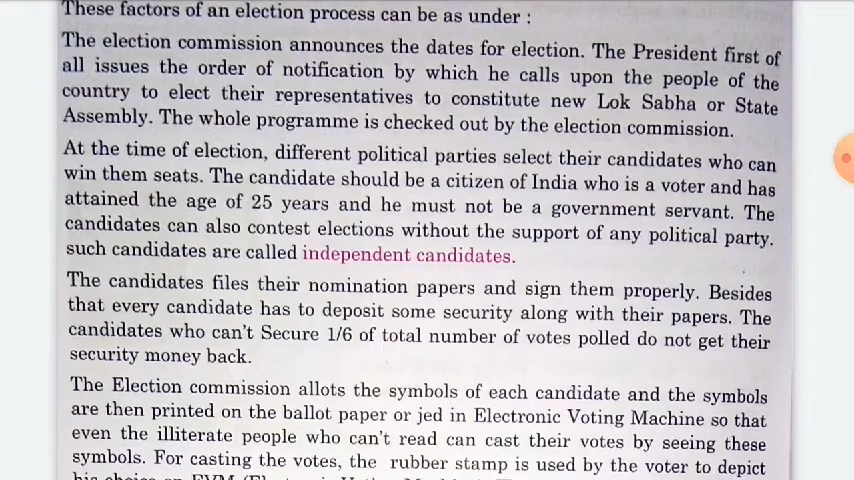 These factors of an election process can be as under :
The election commission announces the dates for election. The President first of
all issues the order of notification by which he calls upon the people of the
country to elect their representatives to constitute new Lok Sabha or State
Assembly. The whole programme is checked out by the election commission.
At the time of election, different political parties select their candidates who can
win them seats. The candidate should be a citizen of India who is a voter and has
attained the age of 25 years and he must not be a government servant. The
candidates can also contest elections without the support of any political party.
such candidates are called independent candidates.
The candidates files their nomination papers and sign them properly. Besides
that every candidate has to deposit some security along with their papers. The
candidates who can't Secure 1/6 of total number of votes polled do not get their
security money back.
The Election commission allots the symbols of each candidate and the symbols
are then printed on the ballot paper or jed in Electronic Voting Machine so that
even the illiterate people who can't read can cast their votes by seeing these
symbols. For casting the votes, the rubber stamp is used by the voter to depict
his choice on EVM